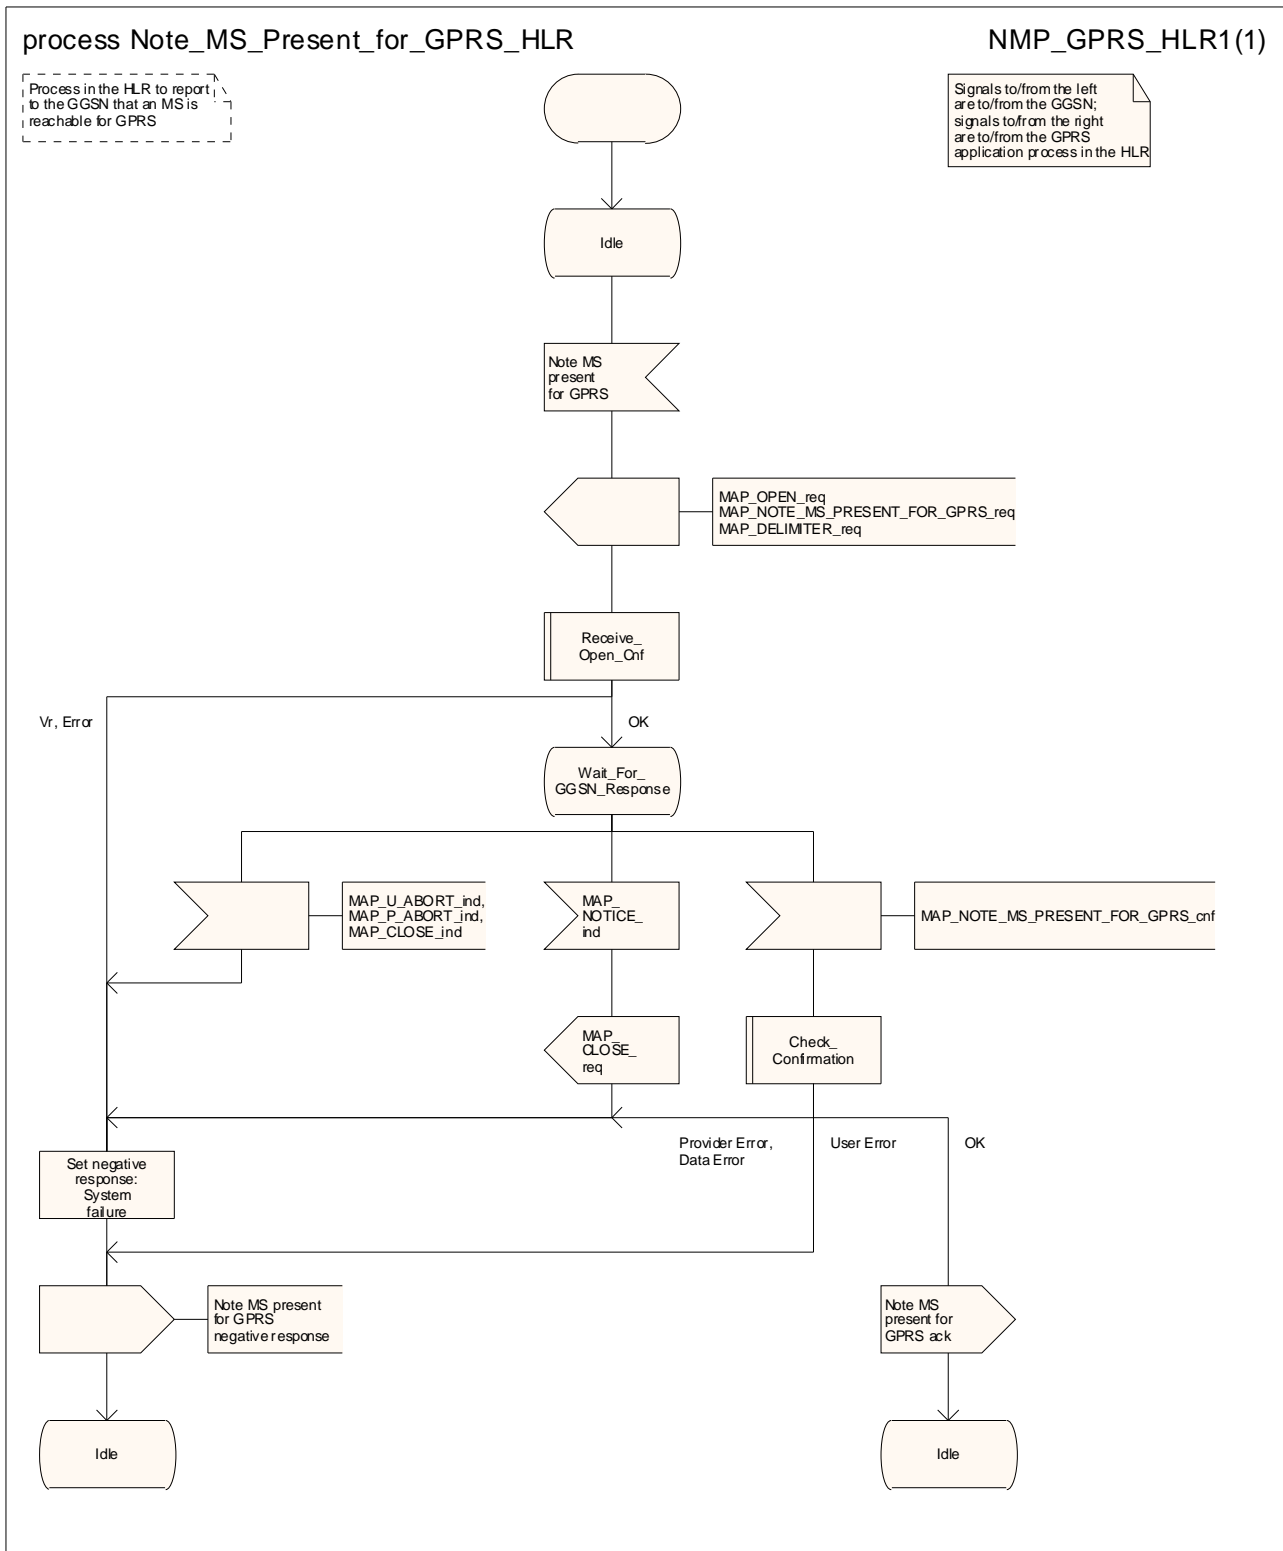 process Note_MS_Present_for_GPRS_HLR
NMP_GPRS_HLR1(1)
Process in the HLR to report
to the GGSN that an MS is
reachable for GPRS
Signals to/from the left
are to/from the GGSN;
signals to/from the right
are to/from the GPRS
application process in the HLR
Idle
Note MS
present
for GPRS
MAP_OPEN_req
MAP_NOTE_MS_PRESENT_FOR_GPRS_req
MAP_DELIMITER_req
Receive_
Open_Cnf
Vr, Error
OK
Wait_For_
GGSN_Response
MAP_U_ABORT_ind,
MAP_P_ABORT_ind,
MAP_CLOSE_ind
MAP_
NOTICE_
ind
MAP_NOTE_MS_PRESENT_FOR_GPRS_cnf
MAP_
CLOSE_
req
Check_
Confirmation
Provider Error,
Data Error
User Error
OK
Set negative
response:
System
failure
Note MS present
for GPRS
negative response
Note MS
present for
GPRS ack
Idle
Idle